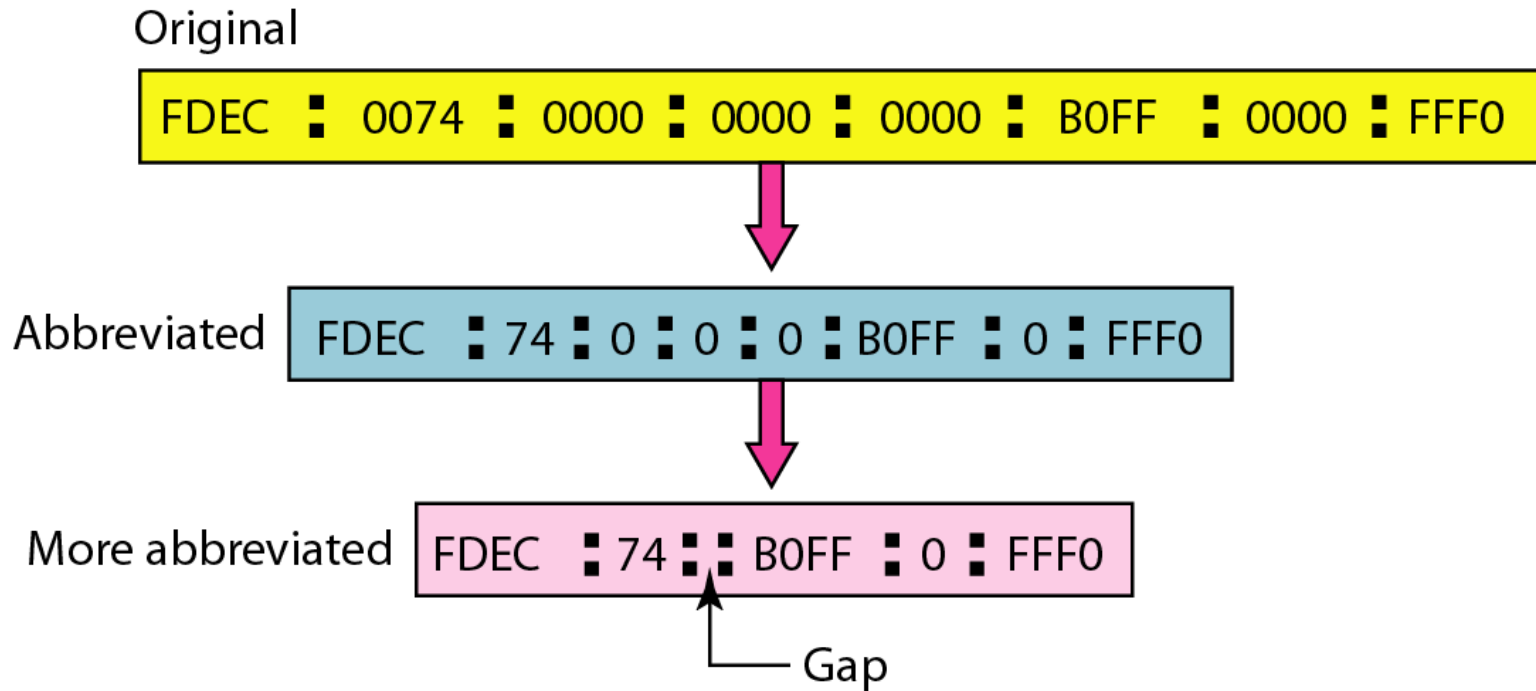 Original
FDEC : 0074 : 0000 : 0000 : 0000 : B0FF : 0000 : FFF0
Abbreviated FDEC : 74 : 0 : 0 : 0 : B0FF : 0 : FFF0
More abbreviated FDEC : 74 : : B0FF : 0 : FFF0
Gap